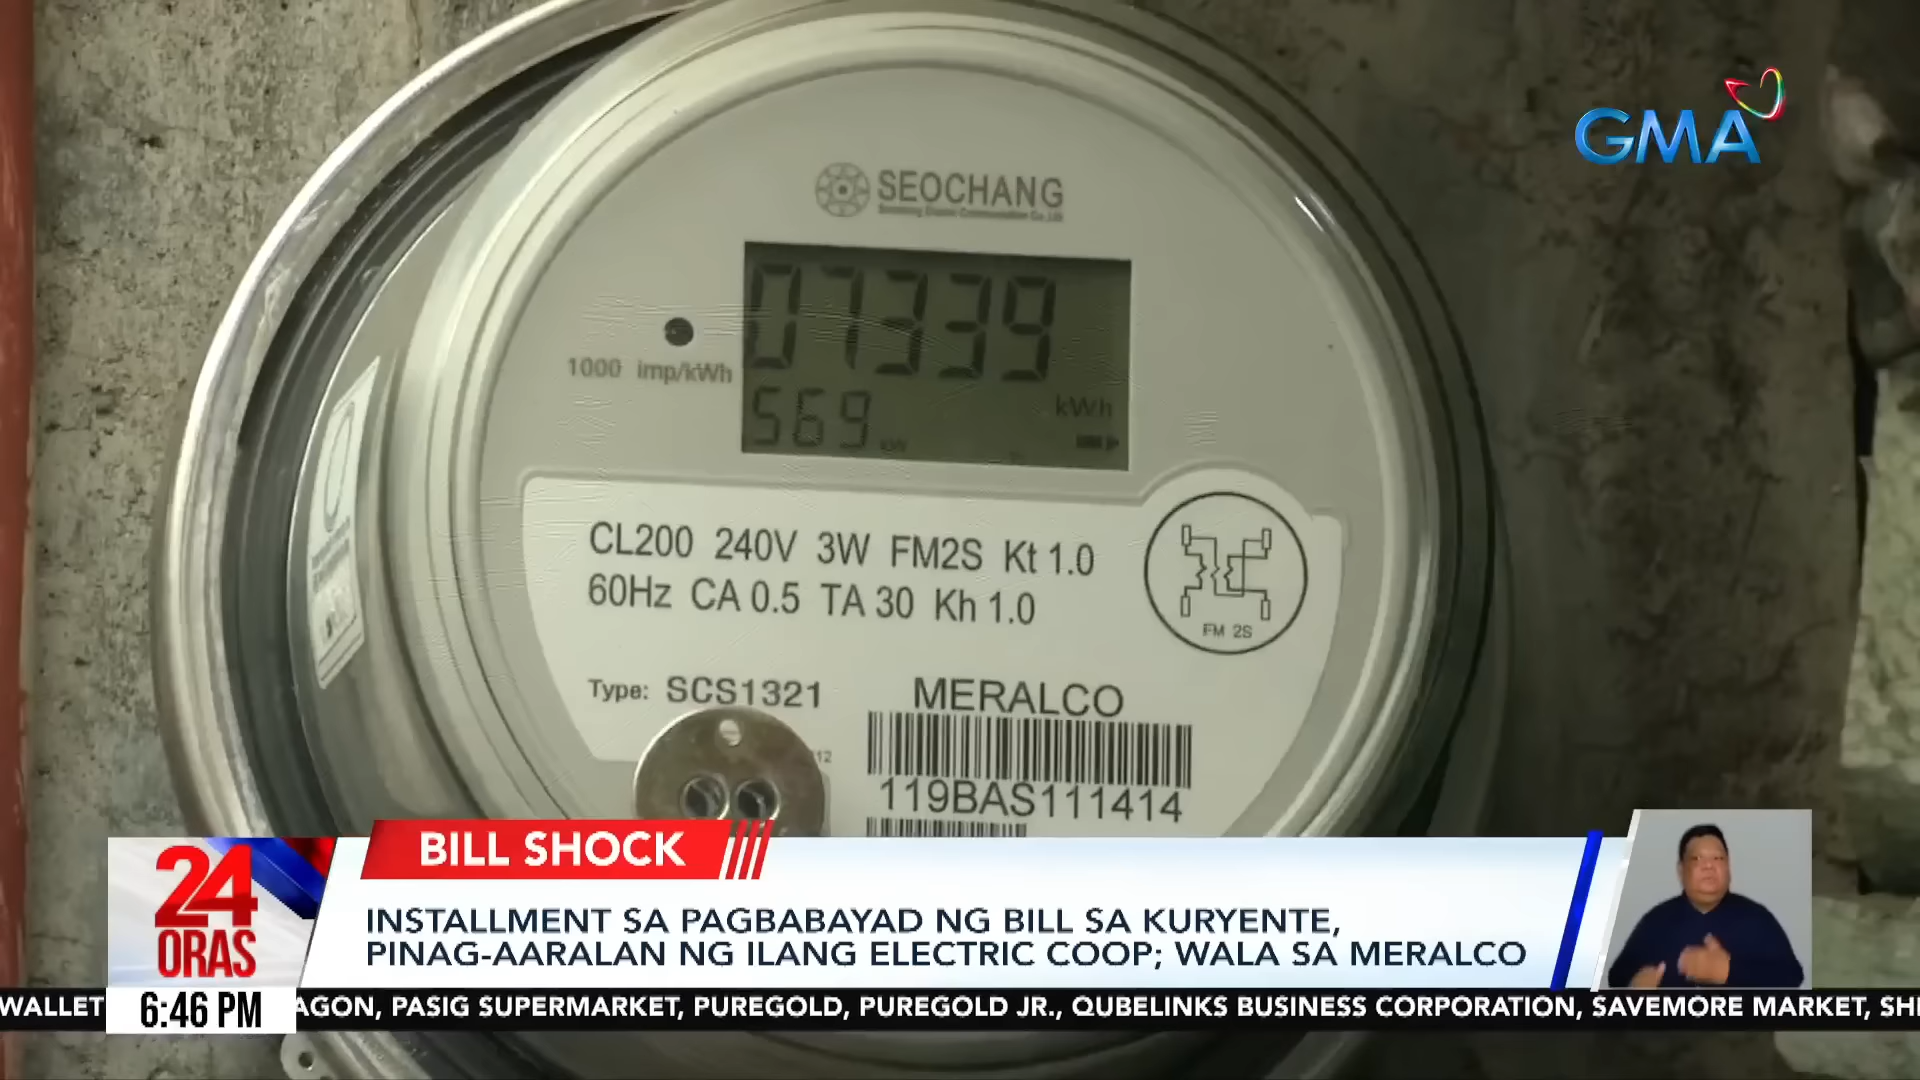 GMA
SEOCHANG
07339
1000 imp/kWh
569
kWh
CL200 240V 3W FM2S Kt 1.0
60Hz CA 0.5 TA 30 Kh 1.0
FM 2S
Type: SCS1321
MERALCO
12
119BAS111414
BILL SHOCK
24
ORAS
INSTALLMENT SA PAGBABAYAD NG BILL SA KURYENTE,
PINAG-AARALAN NG ILANG ELECTRIC COOP; WALA SA MERALCO
6:46 PM
WALLET AGON, PASIG SUPERMARKET, PUREGOLD, PUREGOLD JR., QUBELINKS BUSINESS CORPORATION, SAVEMORE MARKET, SH